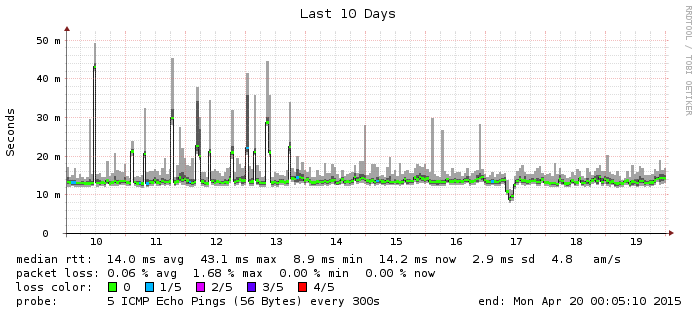 Last 10 Days
RRDTOOL / TOBI OETIKER
Seconds
50 m
40 m
30 m
20 m
10 m
0
10 11 12 13 14 15 16 17 18 19
median rtt: 14.0 ms avg 43.1 ms max 8.9 ms min 14.2 ms now 2.9 ms sd 4.8 am/s
packet loss: 0.06 % avg 1.68 % max 0.00 % min 0.00 % now
loss color: 0 1/5 2/5 3/5 4/5
probe: 5 ICMP Echo Pings (56 Bytes) every 300s end: Mon Apr 20 00:05:10 2015